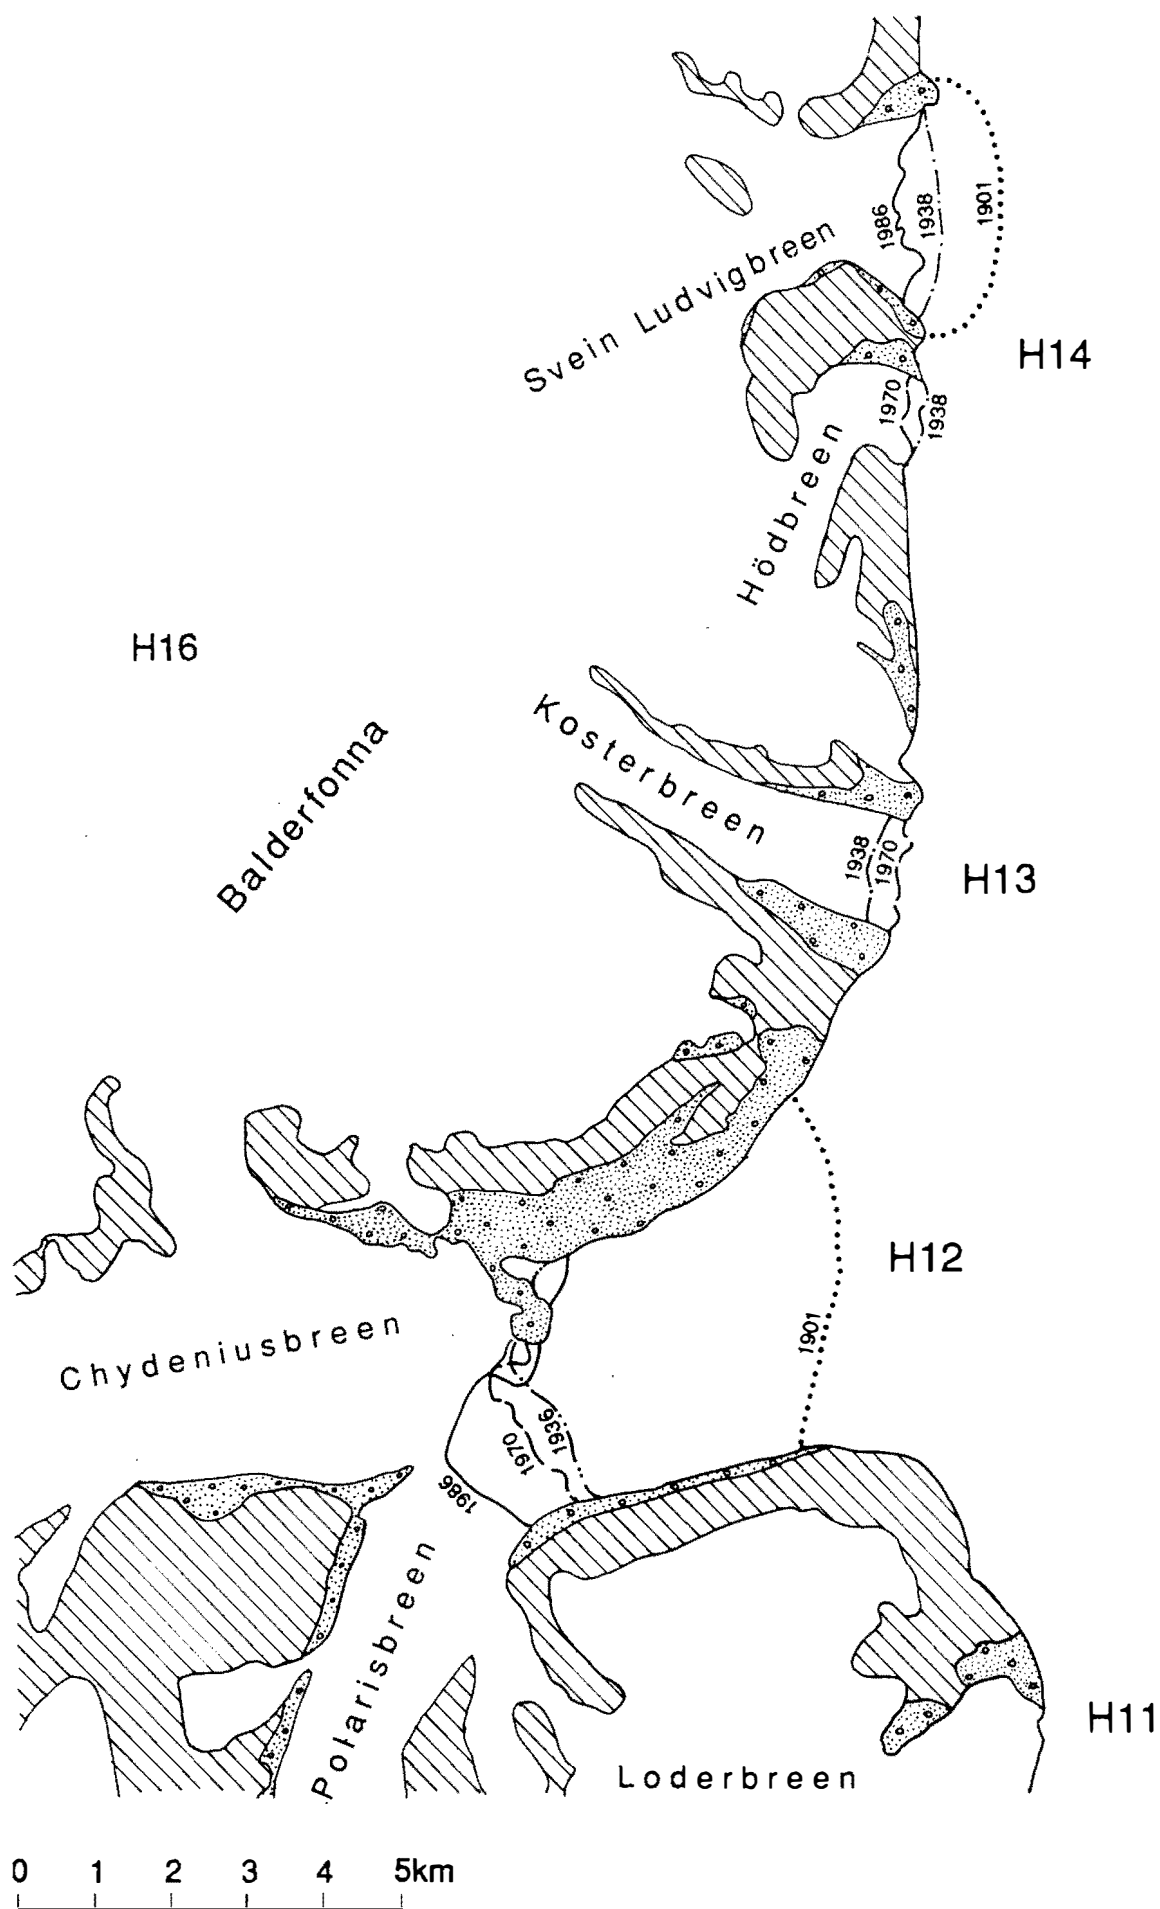 1901
1938
1986
Svein Ludvigbreen
H14
1970
1938
Hödbreen
H16
Kosterbreen
Balderfonna
1938
1970
H13
H12
1901
Chydeniusbreen
1936
1970
1986
Polarisbreen
H11
Loderbreen
0 1 2 3 4 5km